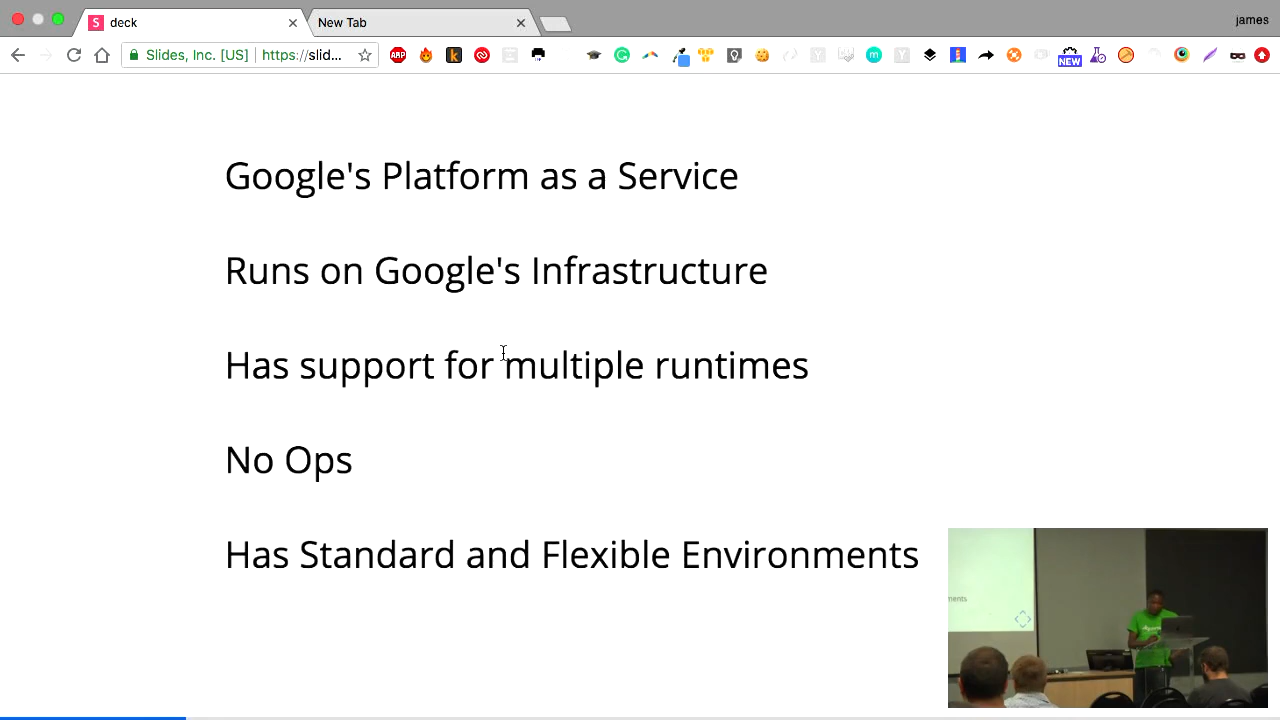 S deck
New Tab
james
Slides, Inc. [US]
https://slid...
NEW
Google's Platform as a Service
Runs on Google's Infrastructure
Has support for multiple runtimes
No Ops
Has Standard and Flexible Environments